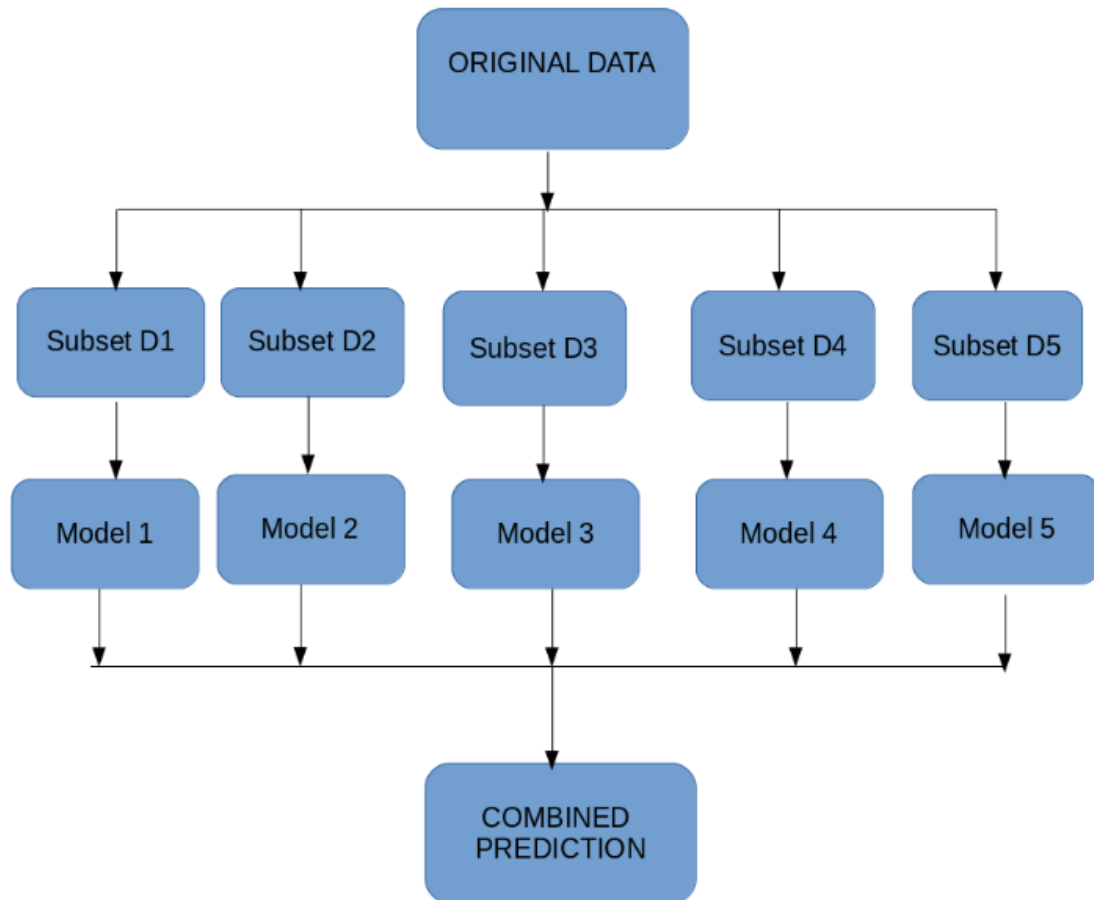 ORIGINAL DATA
Subset D1
Subset D2
Subset D3
Subset D4
Subset D5
Model 1
Model 2
Model 3
Model 4
Model 5
COMBINED
PREDICTION